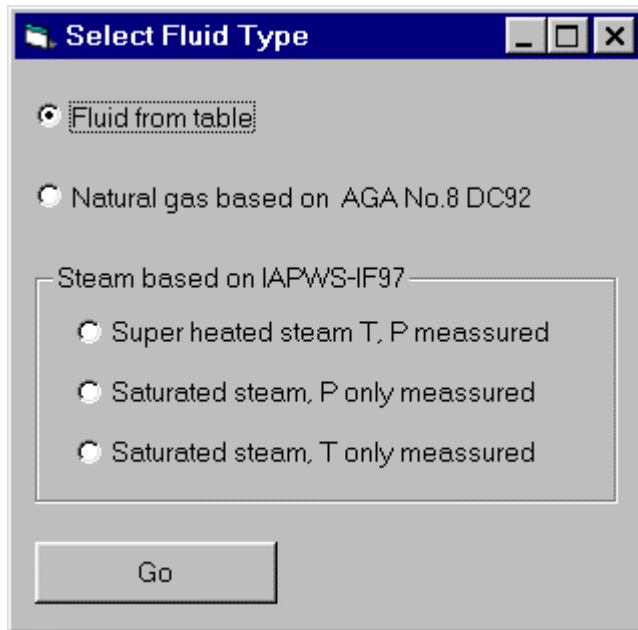 Select Fluid Type
Fluid from table
Natural gas based on AGA No.8 DC92
Steam based on IAPWS-IF97
Super heated steam T, P meassured
Saturated steam, P only meassured
Saturated steam, T only meassured
Go